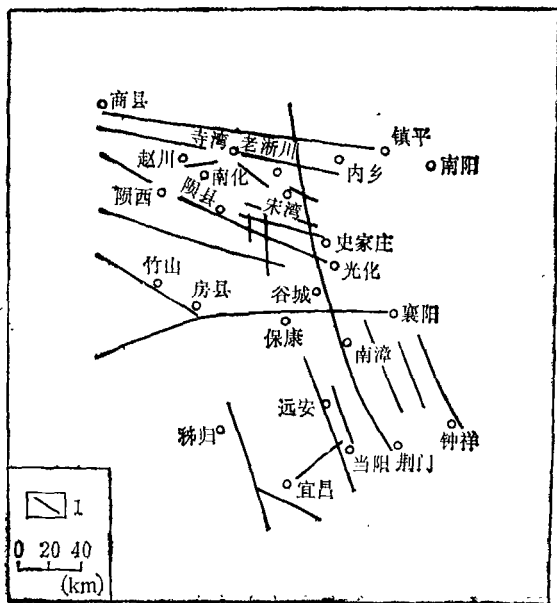 商县
镇平
寺湾 老淅川
赵川
内乡
南阳
南化
陨西
陨县
宋湾
史家庄
光化
竹山
房县
谷城
襄阳
保康
南漳
远安
秭归
钟祥
当阳 荆门
宜昌
1
0 20 40
(km)